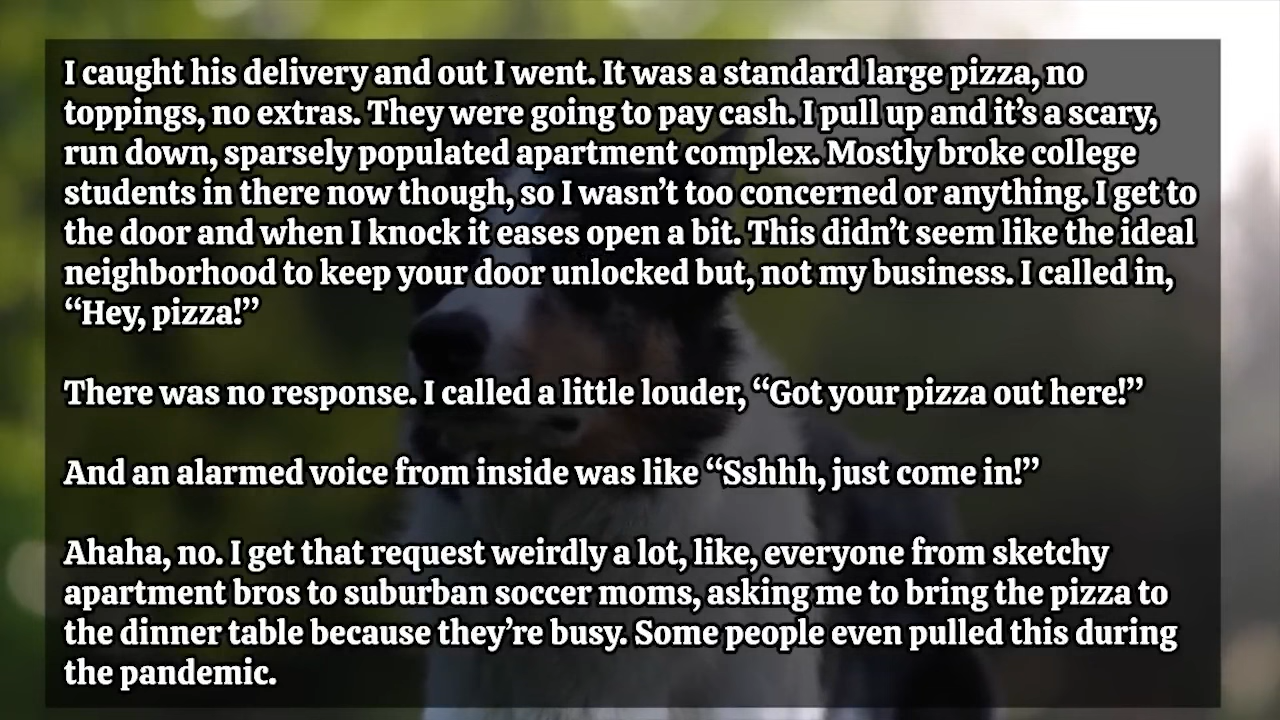 I caught his delivery and out I went. It was a standard large pizza, no
toppings, no extras. They were going to pay cash. I pull up and it’s a scary,
run down, sparsely populated apartment complex. Mostly broke college
students in there now though, so I wasn’t too concerned or anything. I get to
the door and when I knock it eases open a bit. This didn’t seem like the ideal
neighborhood to keep your door unlocked but, not my business. I called in,
“Hey, pizza!”
There was no response. I called a little louder, “Got your pizza out here!”
And an alarmed voice from inside was like “Sshhh, just come in!”
Ahaha, no. I get that request weirdly a lot, like, everyone from sketchy
apartment bros to suburban soccer moms, asking me to bring the pizza to
the dinner table because they’re busy. Some people even pulled this during
the pandemic.